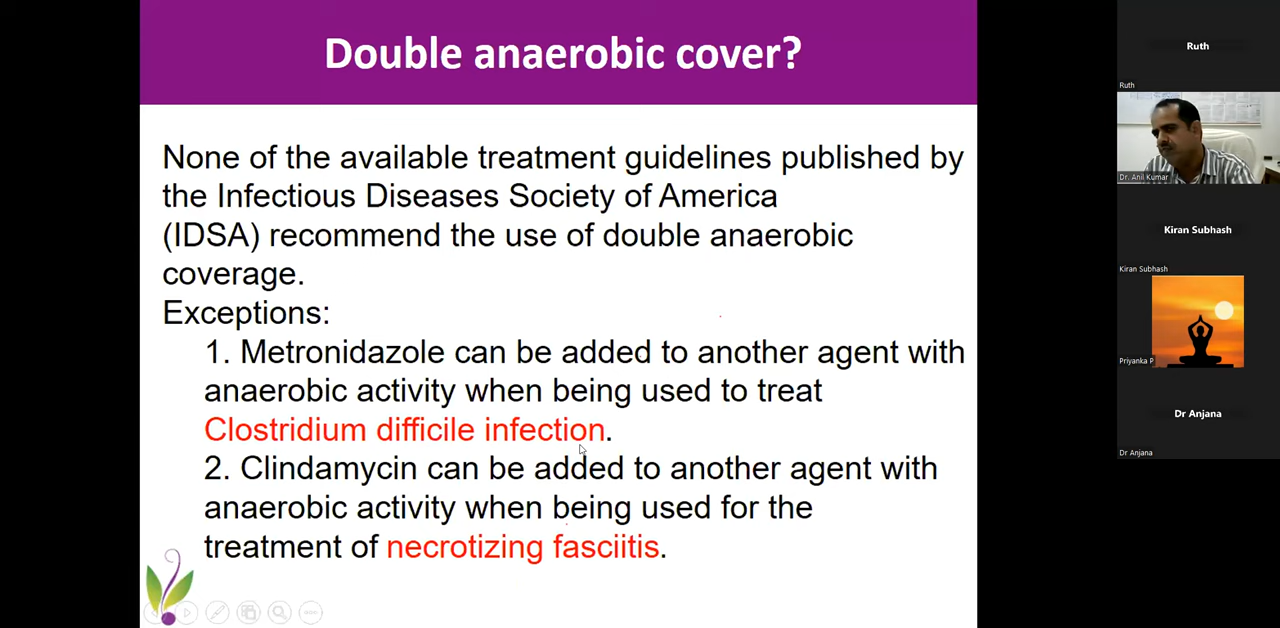 Double anaerobic cover?
None of the available treatment guidelines published by
the Infectious Diseases Society of America
(IDSA) recommend the use of double anaerobic
coverage.
Exceptions:
1. Metronidazole can be added to another agent with
anaerobic activity when being used to treat
Clostridium difficile infection.
2. Clindamycin can be added to another agent with
anaerobic activity when being used for the
treatment of necrotizing fasciitis.
Ruth
Ruth
Dr. Anil Kumar
Kiran Subhash
Kiran Subhash
Priyanka P
Dr Anjana
Dr Anjana